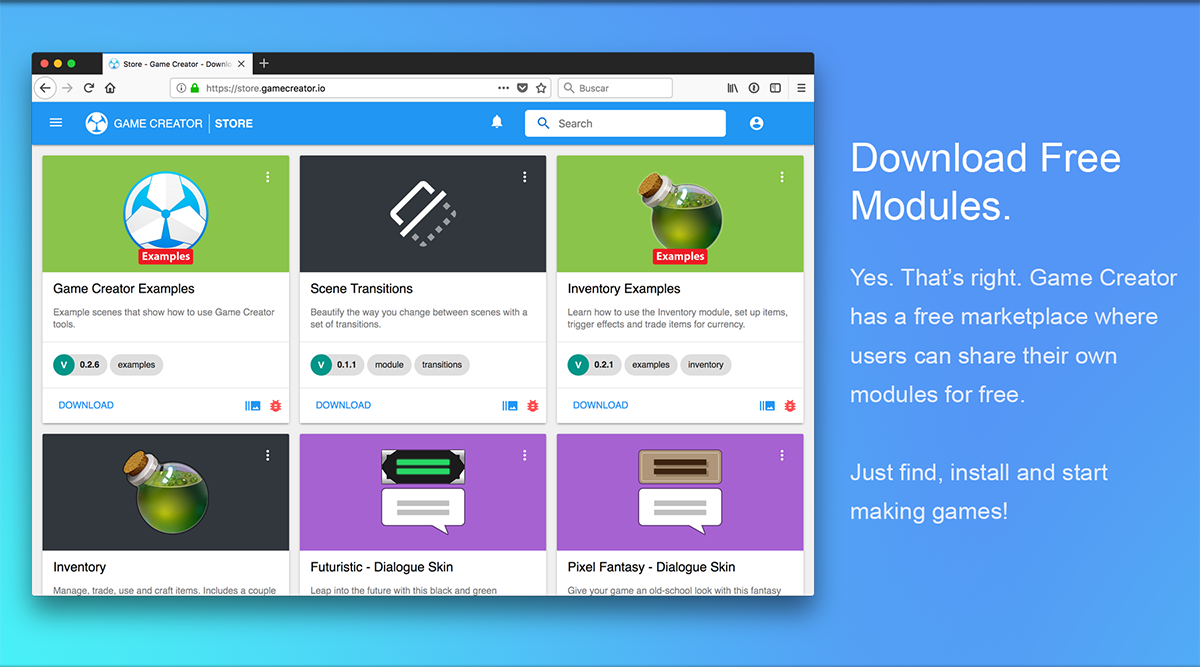 Store - Game Creator - Downlo
https://store.gamecreator.io
Buscar
GAME CREATOR | STORE
Search
Examples
Game Creator Examples
Example scenes that show how to use Game Creator
tools.
V 0.2.6 examples
DOWNLOAD
Scene Transitions
Beautify the way you change between scenes with a
set of transitions.
V 0.1.1 module transitions
DOWNLOAD
Examples
Inventory Examples
Learn how to use the Inventory module, set up items,
trigger effects and trade items for currency.
V 0.2.1 examples inventory
DOWNLOAD
Inventory
Manage, trade, use and craft items. Includes a couple
Futuristic - Dialogue Skin
Leap into the future with this black and green
Pixel Fantasy - Dialogue Skin
Give your game an old-school look with this fantasy
Download Free
Modules.
Yes. That’s right. Game Creator
has a free marketplace where
users can share their own
modules for free.
Just find, install and start
making games!